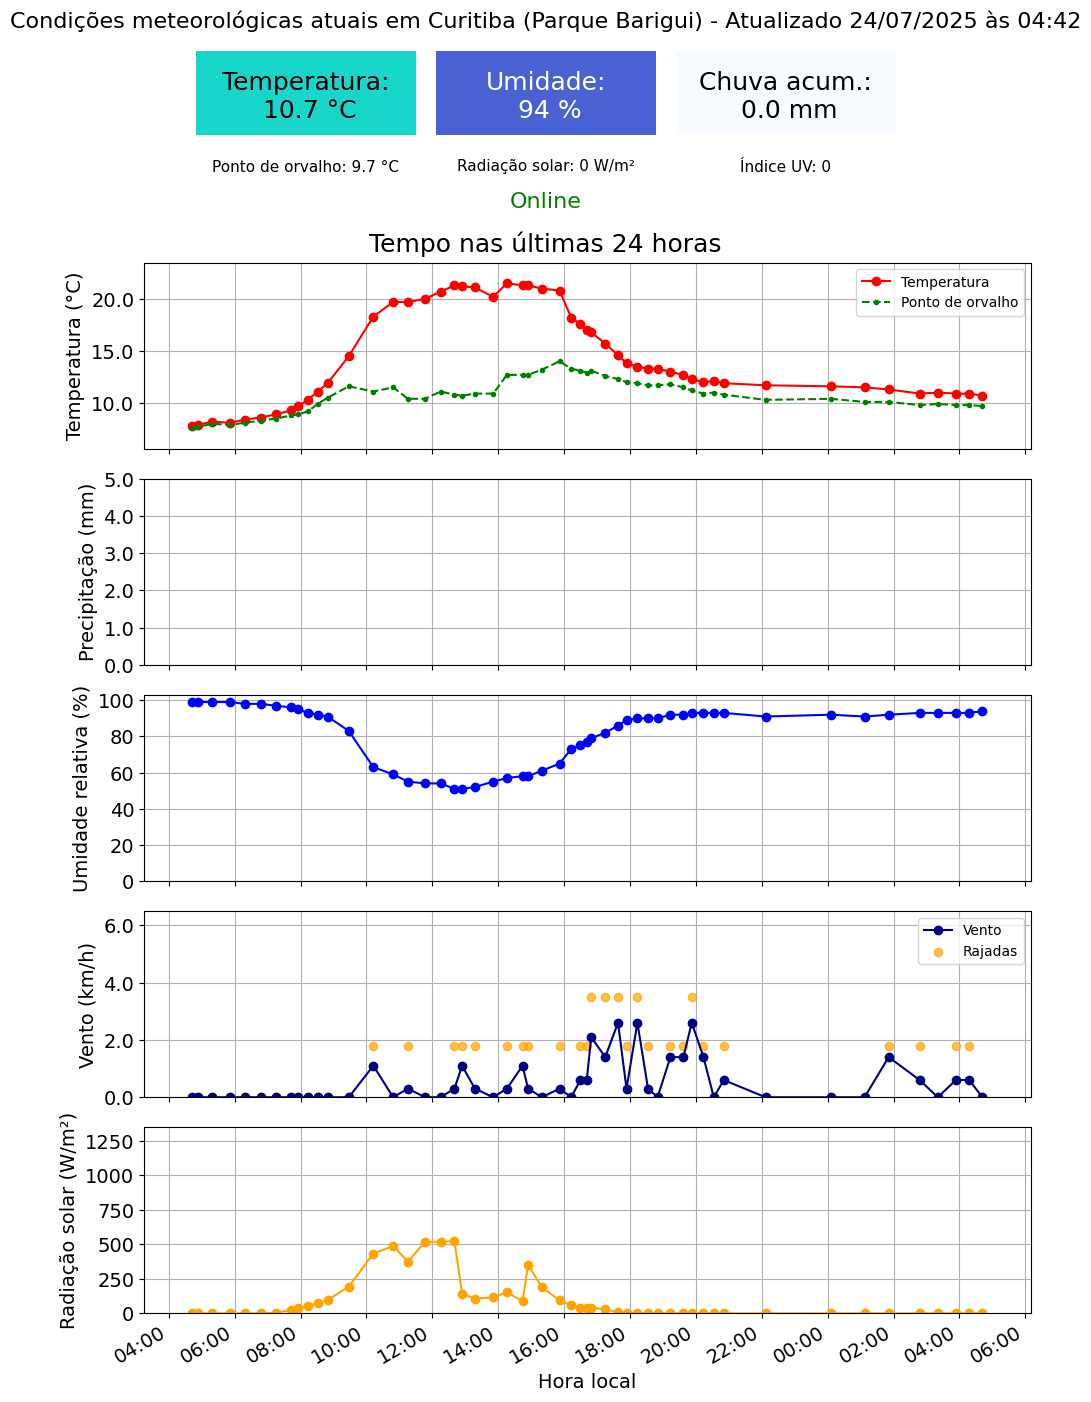 Condições meteorológicas atuais em Curitiba (Parque Barigui) - Atualizado 24/07/2025 às 04:42
Temperatura:
10.7 °C
Umidade:
94 %
Chuva acum.:
0.0 mm
Ponto de orvalho: 9.7 °C
Radiação solar: 0 W/m²
Índice UV: 0
Online
Tempo nas últimas 24 horas
Temperatura (°C)
20.0
15.0
10.0
Temperatura
Ponto de orvalho
Precipitação (mm)
5.0
4.0
3.0
2.0
1.0
0.0
Umidade relativa (%)
100
80
60
40
20
0
Vento (km/h)
6.0
4.0
2.0
0.0
Vento
Rajadas
Radiação solar (W/m²)
1250
1000
750
500
250
0
04:00
06:00
08:00
10:00
12:00
14:00
16:00
18:00
20:00
22:00
00:00
02:00
04:00
06:00
Hora local